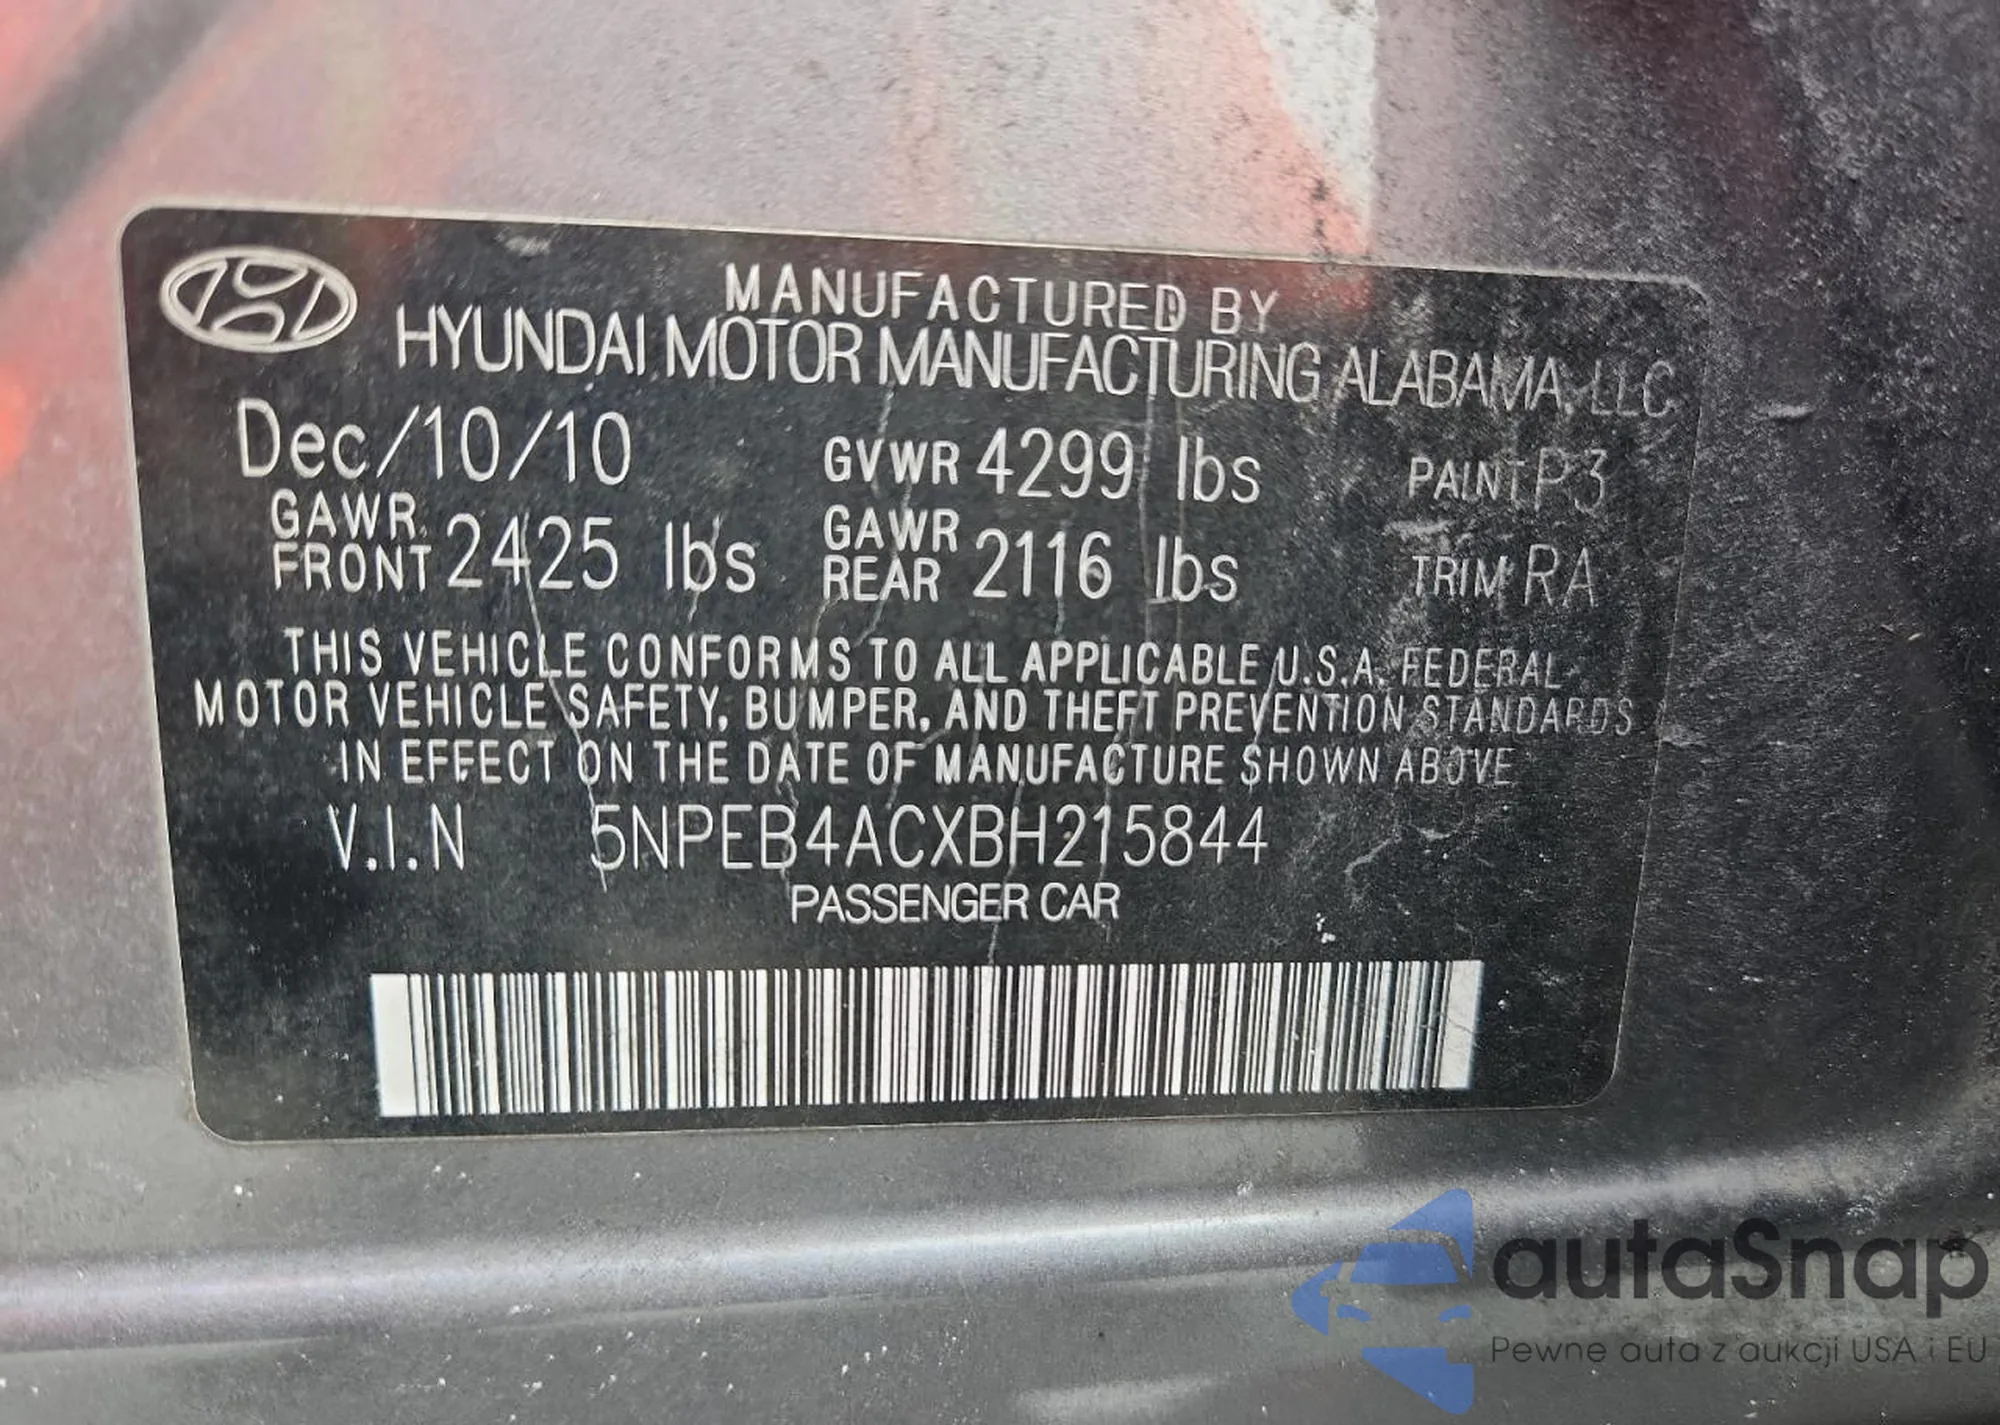 MANUFACTURED BY
HYUNDAI MOTOR MANUFACTURING ALABAMA, LLC
Dec/10/10 GVWR 4299 lbs PAINT P3
GAWR FRONT 2425 lbs GAWR REAR 2116 lbs TRIM RA
THIS VEHICLE CONFORMS TO ALL APPLICABLE U.S.A. FEDERAL
MOTOR VEHICLE SAFETY, BUMPER, AND THEFT PREVENTION STANDARDS
IN EFFECT ON THE DATE OF MANUFACTURE SHOWN ABOVE
V.I.N 5NPEB4ACXBH215844
PASSENGER CAR
autaSnap
Pewne auta z aukcji USA i EU